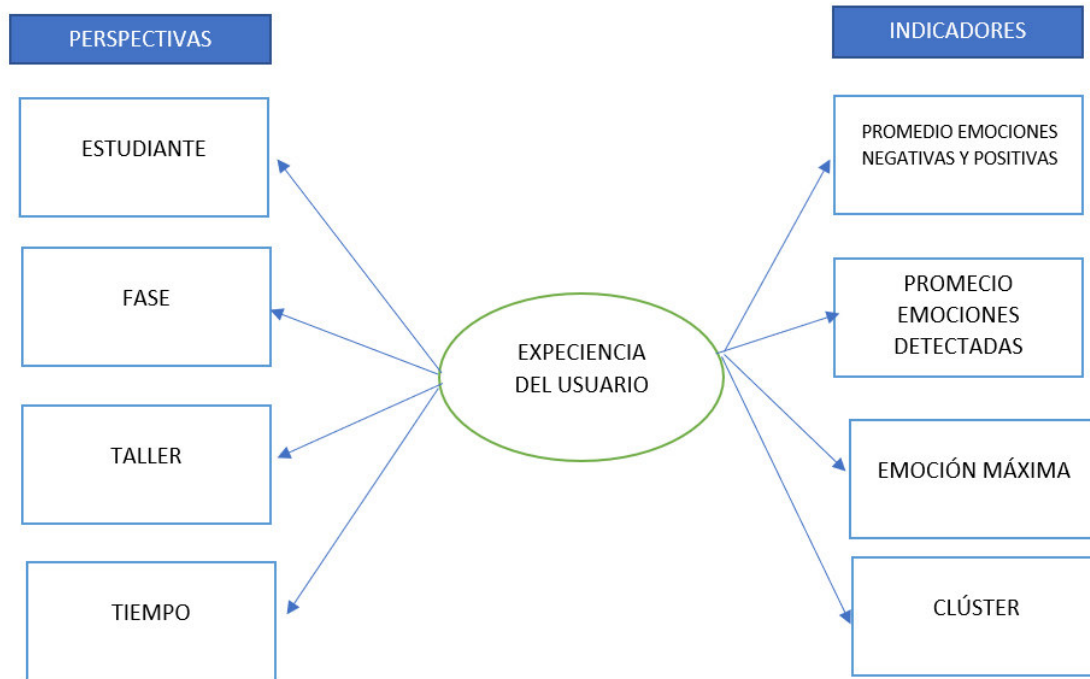 PERSPECTIVAS
ESTUDIANTE
FASE
TALLER
TIEMPO
EXPECIENCIA
DEL USUARIO
INDICADORES
PROMEDIO EMOCIONES
NEGATIVAS Y POSITIVAS
PROMECIO
EMOCIONES
DETECTADAS
EMOCIÓN MÁXIMA
CLÚSTER